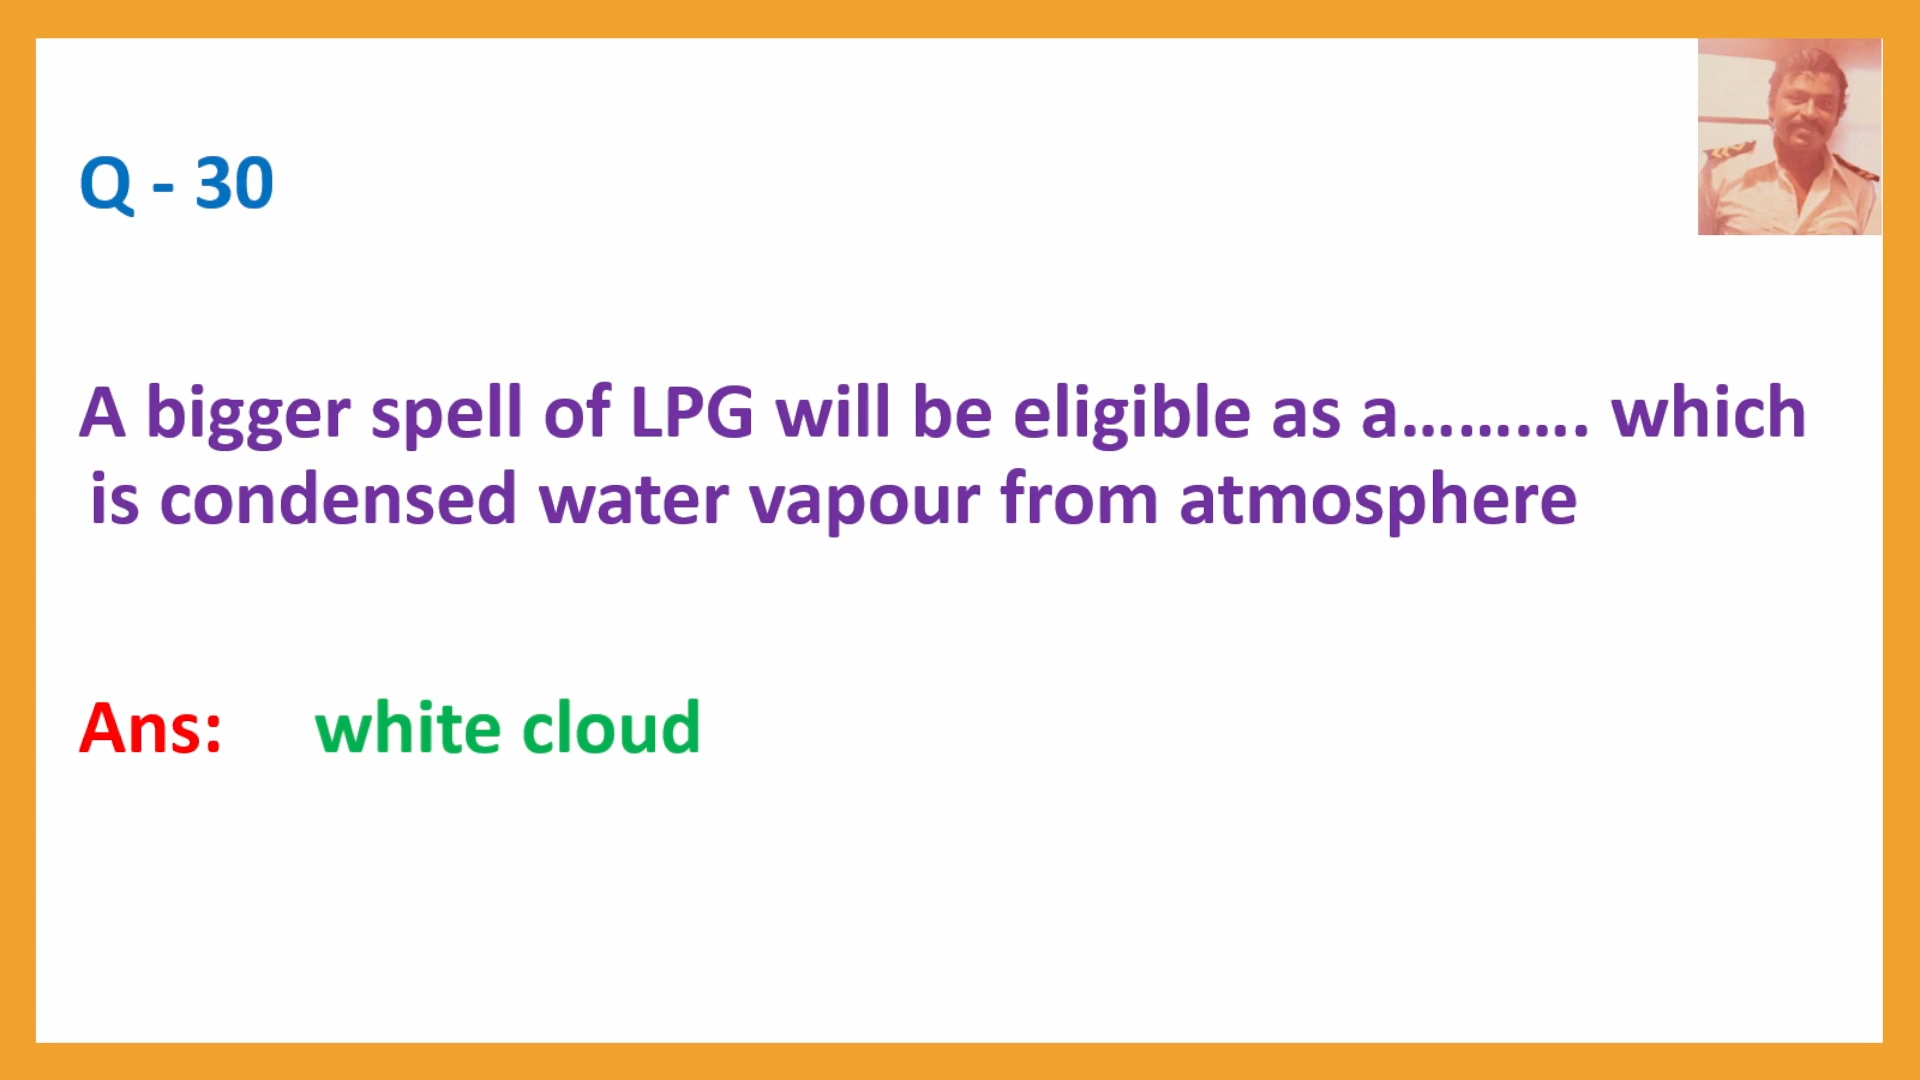 Q - 30
A bigger spell of LPG will be eligible as a………. which
is condensed water vapour from atmosphere
Ans: white cloud